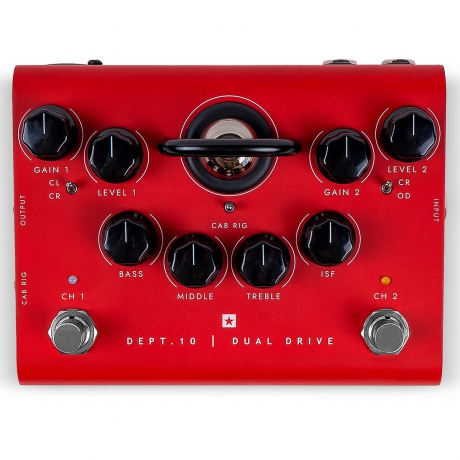 GAIN 1
LEVEL 1
GAIN 2
LEVEL 2
CL
CR
CR
OD
OUTPUT
INPUT
CAB RIG
CAB RIG
BASS
MIDDLE
TREBLE
ISF
CH 1
CH 2
DEPT.10 | DUAL DRIVE